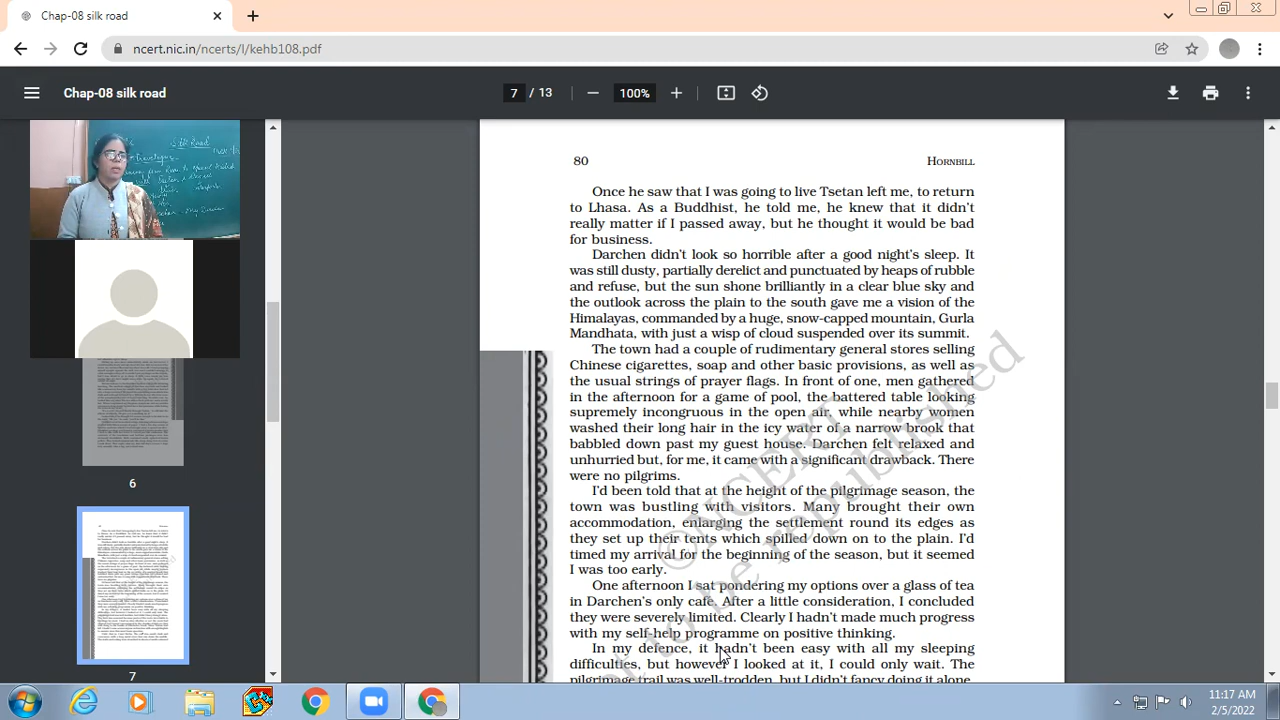 Chap-08 silk road
ncert.nic.in/ncerts/l/kehb108.pdf
Chap-08 silk road
7 / 13
100%
Silk Road
6
7
80
HORNBILL
Once he saw that I was going to live Tsetan left me, to return
to Lhasa. As a Buddhist, he told me, he knew that it didn't
really matter if I passed away, but he thought it would be bad
for business.
Darchen didn't look so horrible after a good night's sleep. It
was still dusty, partially derelict and punctuated by heaps of rubble
and refuse, but the sun shone brilliantly in a clear blue sky and
the outlook across the plain to the south gave me a vision of the
Himalayas, commanded by a huge, snow-capped mountain, Gurla
Mandhata, with just a wisp of cloud suspended over its summit.
The town had a couple of rudimentary general stores selling
Chinese cigarettes, soap and other basic provisions, as well as
the usual strings of prayer flags. In front of one, men gathered
in the afternoon for a game of pool, the battered table looking
supremely incongruous in the open air, while nearby women
washed their long hair in the icy water of a narrow brook that
babbled down past my guest house. Darchen felt relaxed and
unhurried but, for me, it came with a significant drawback. There
were no pilgrims.
I'd been told that at the height of the pilgrimage season, the
town was bustling with visitors. Many brought their own
accommodation, enlarging the settlement round its edges as
they set up their tents which spilled down on to the plain. I'd
timed my arrival for the beginning of the season, but it seemed
I was too early.
One afternoon I sat pondering my options over a glass of tea
in Darchen's only cafe. After a little consideration, I concluded
they were severely limited. Clearly I hadn't made much progress
with my self-help programme on positive thinking.
In my defence, it hadn't been easy with all my sleeping
difficulties, but however I looked at it, I could only wait. The
pilgrimage trail was well-trodden, but I didn't fancy doing it alone.
11:17 AM
2/5/2022